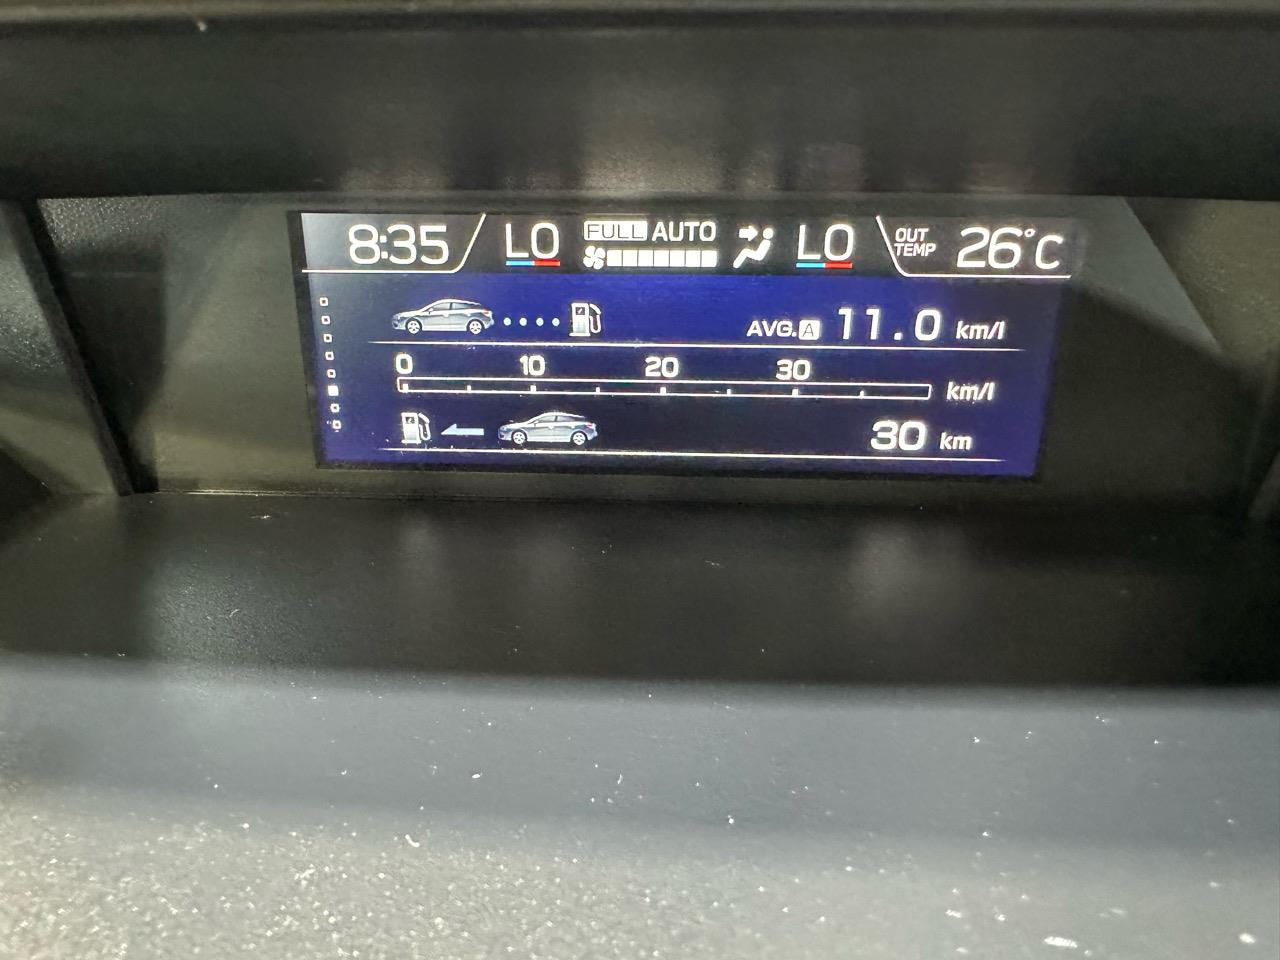 8:35 LO FULL AUTO LO OUT TEMP 26°C
AVG. A 11.0 km/l
0 10 20 30
km/l
30 km